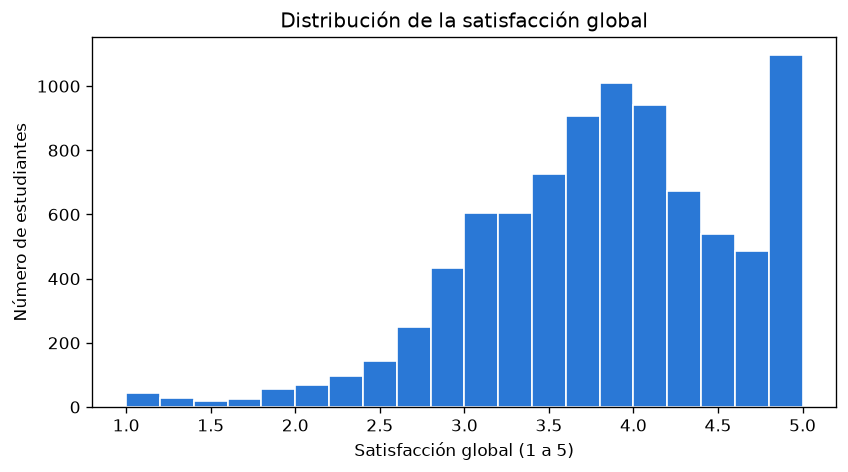 Distribución de la satisfacción global
Número de estudiantes
1000
800
600
400
200
0
1.0 1.5 2.0 2.5 3.0 3.5 4.0 4.5 5.0
Satisfacción global (1 a 5)